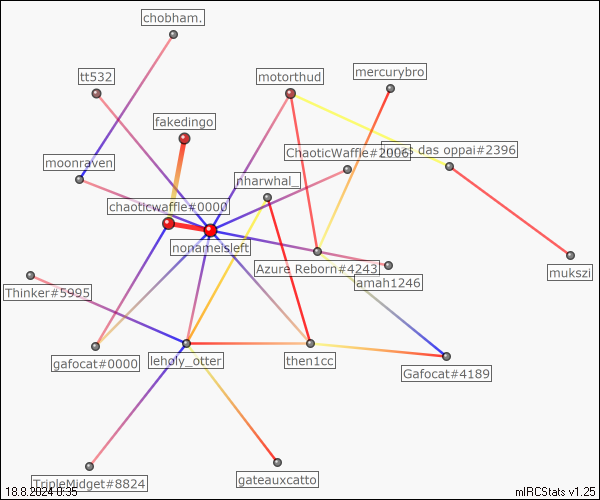 chobham.
tt532
motorthud
mercurybro
fakedingo
das oppai#2396
ChaoticWaffle#2006
moonraven
nharwhal_
chaoticwaffle#0000
nonameisleft
Azure Reborn#4243
mukszi
amah1246
Thinker#5995
gafocat#0000
leholy_otter
then1cc
Gafocat#4189
TripleMidget#8824
gateauxcatto
18.8.2024 0:35
mIRCStats v1.25